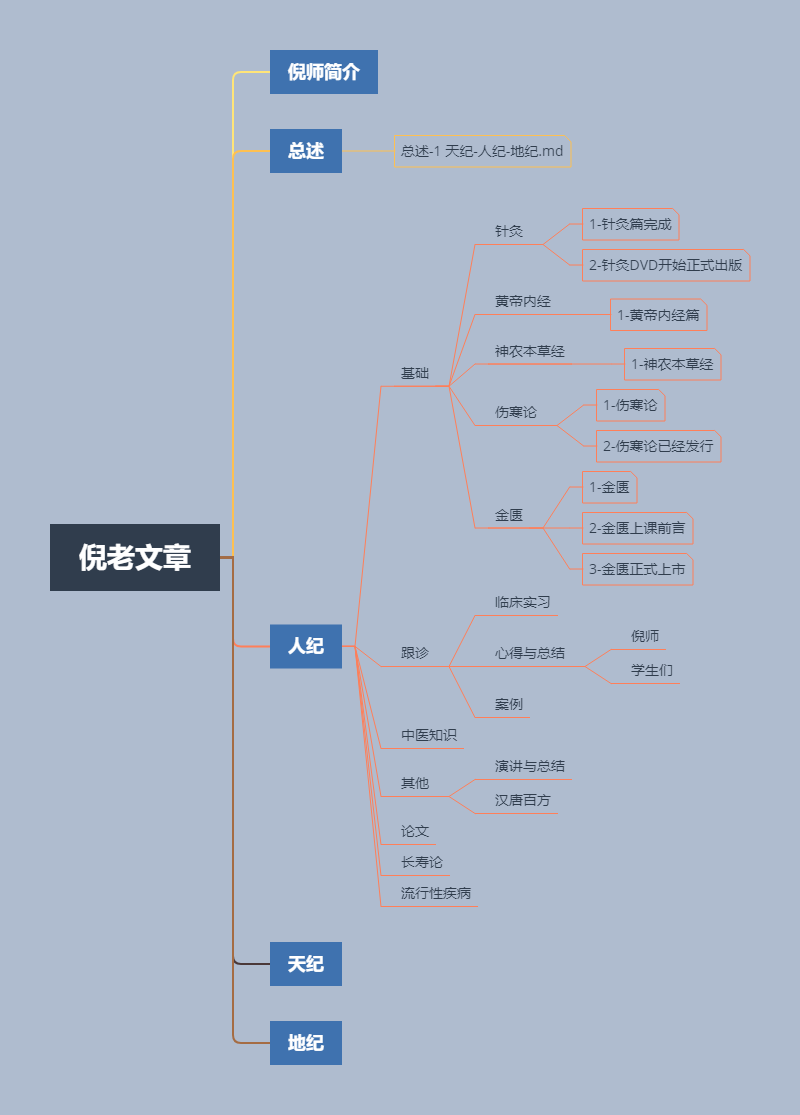 倪老文章
倪师简介
总述
总述-1 天纪-人纪-地纪.md
人纪
基础
针灸
1-针灸篇完成
2-针灸DVD开始正式出版
黄帝内经
1-黄帝内经篇
神农本草经
1-神农本草经
伤寒论
1-伤寒论
2-伤寒论已经发行
金匮
1-金匮
2-金匮上课前言
3-金匮正式上市
跟诊
临床实习
心得与总结
倪师
学生们
案例
中医知识
其他
演讲与总结
汉唐百方
论文
长寿论
流行性疾病
天纪
地纪